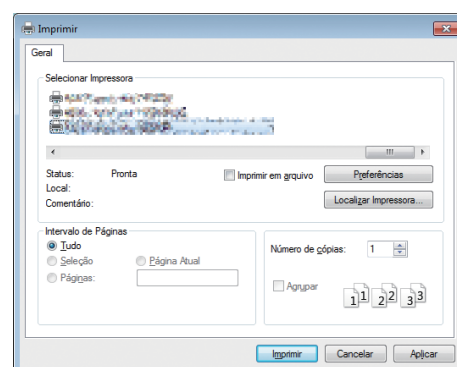 Imprimir
Geral
Selecionar Impressora
Status: Pronta
Imprimir em arquivo
Preferências
Local:
Comentário:
Localizar Impressora...
Intervalo de Páginas
Tudo
Seleção
Página Atual
Páginas:
Número de cópias: 1
Agrupar
1 1 2 2 3 3
Imprimir
Cancelar
Aplicar